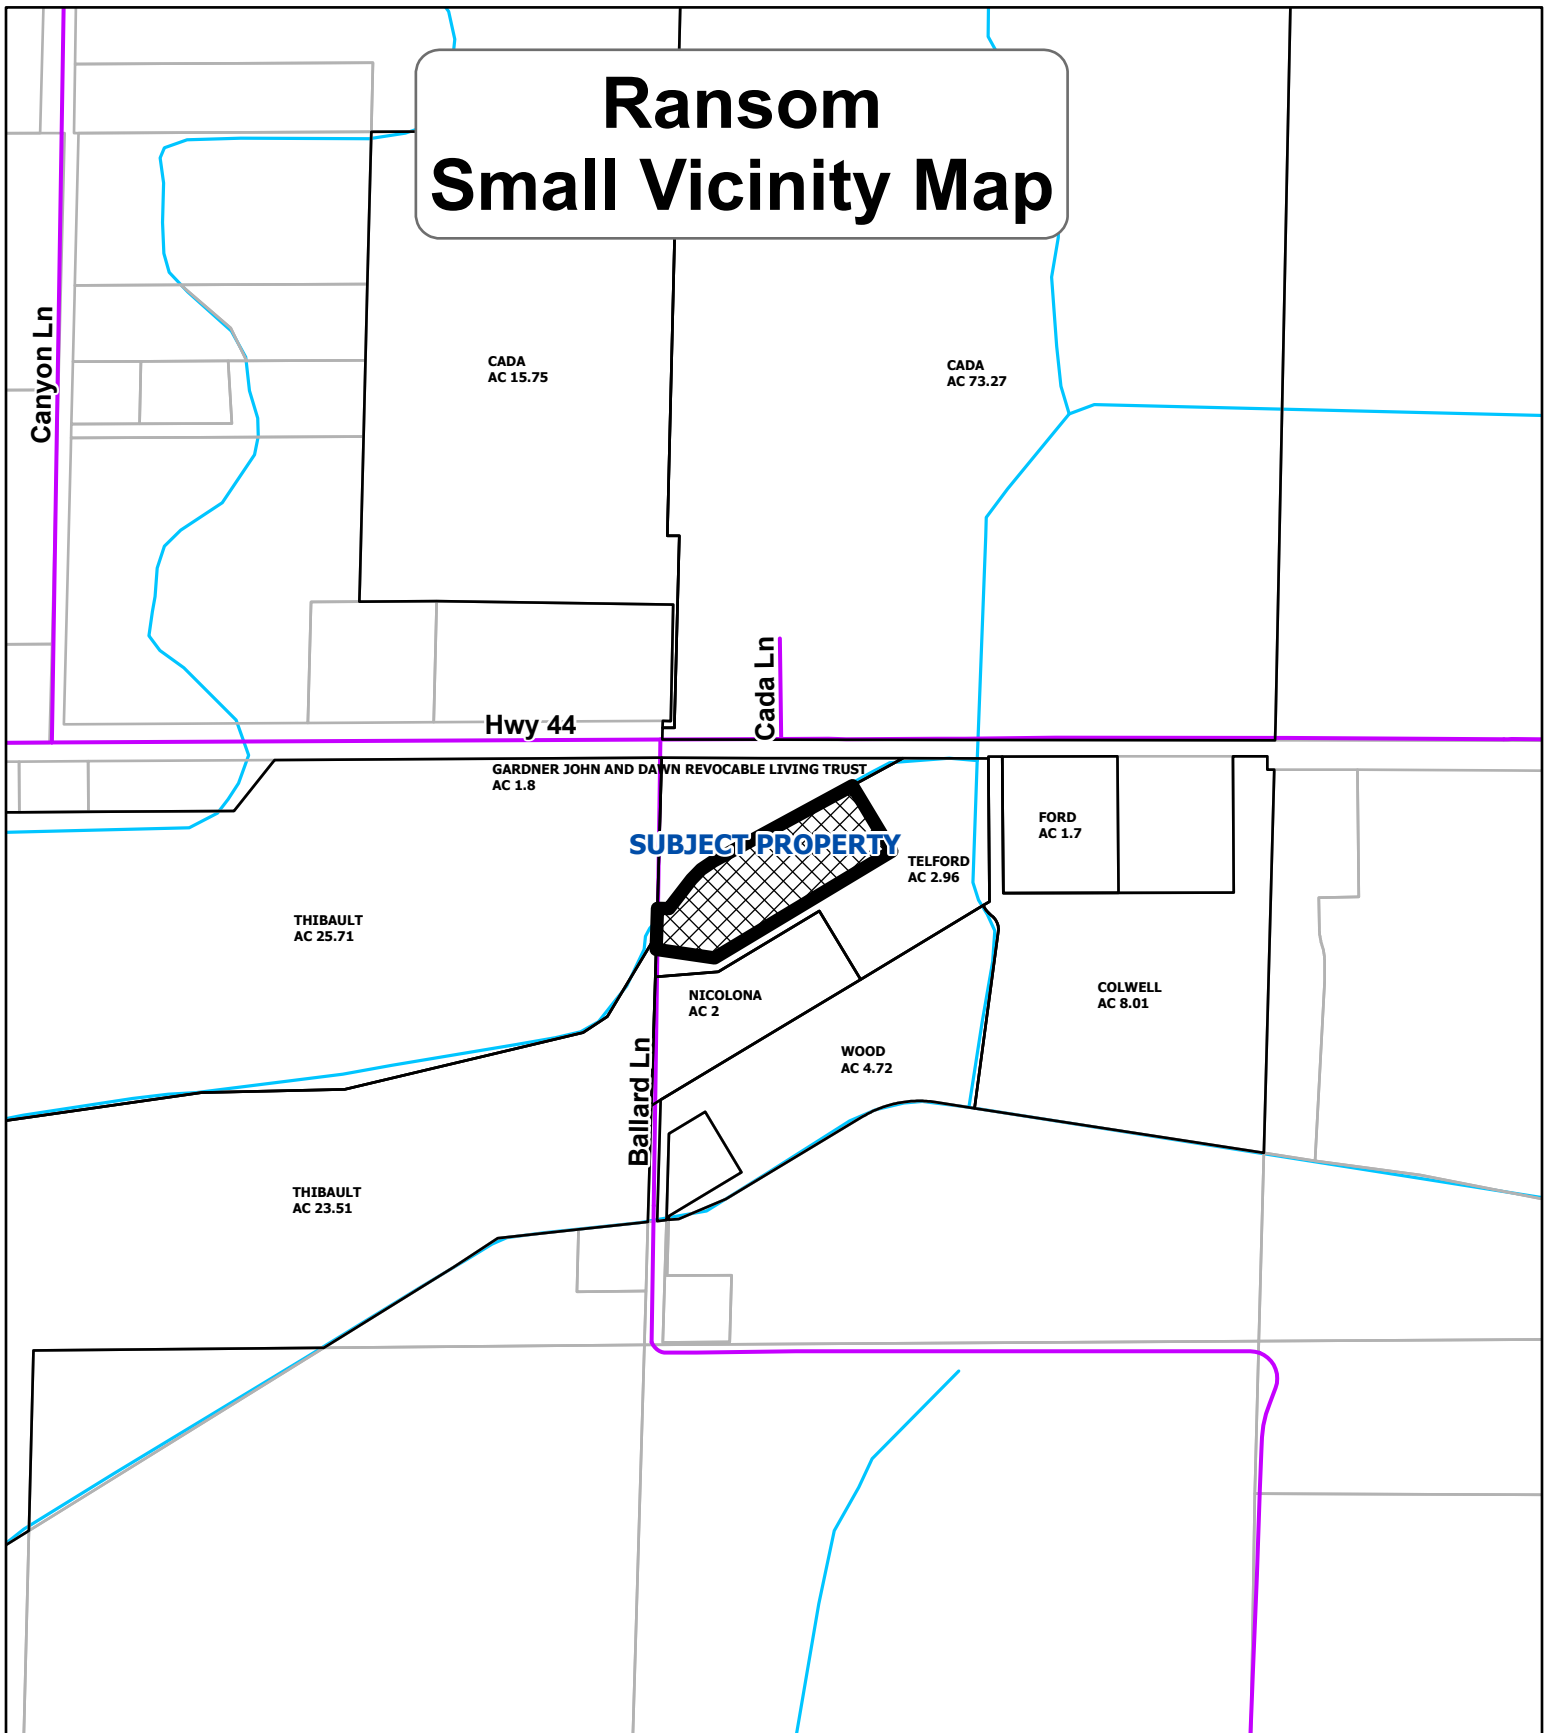 Ransom
Small Vicinity Map
Canyon Ln
CADA
AC 15.75
CADA
AC 73.27
Cada Ln
Hwy 44
GARDNER JOHN AND DAWN REVOCABLE LIVING TRUST
AC 1.8
SUBJECT PROPERTY
FORD
AC 1.7
TELFORD
AC 2.96
THIBAULT
AC 25.71
NICOLONA
AC 2
COLWELL
AC 8.01
WOOD
AC 4.72
Ballard Ln
THIBAULT
AC 23.51